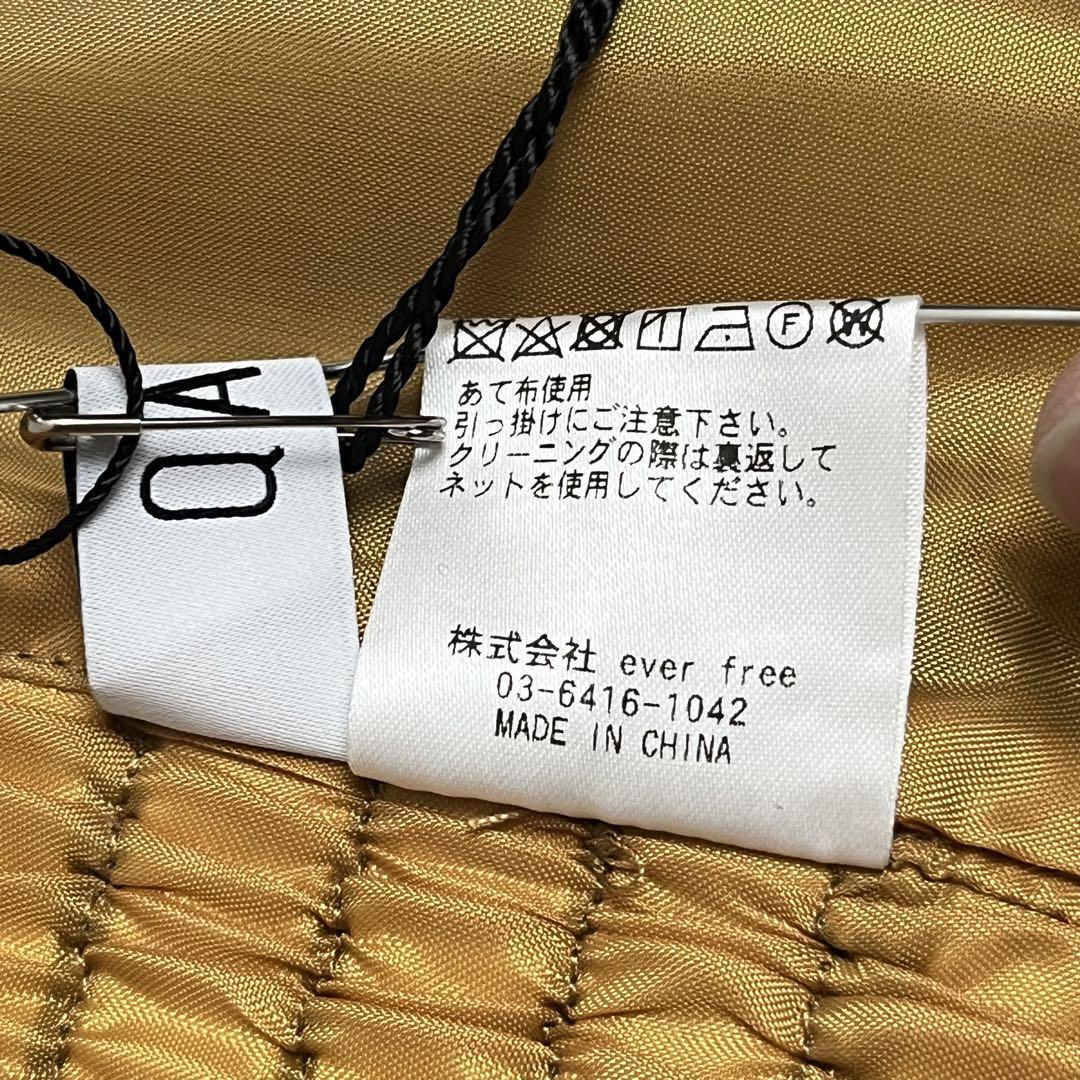 QA
F
W
あて布使用
引っ掛けにご注意下さい。
クリーニングの際は裏返して
ネットを使用してください。
株式会社 ever free
03-6416-1042
MADE IN CHINA